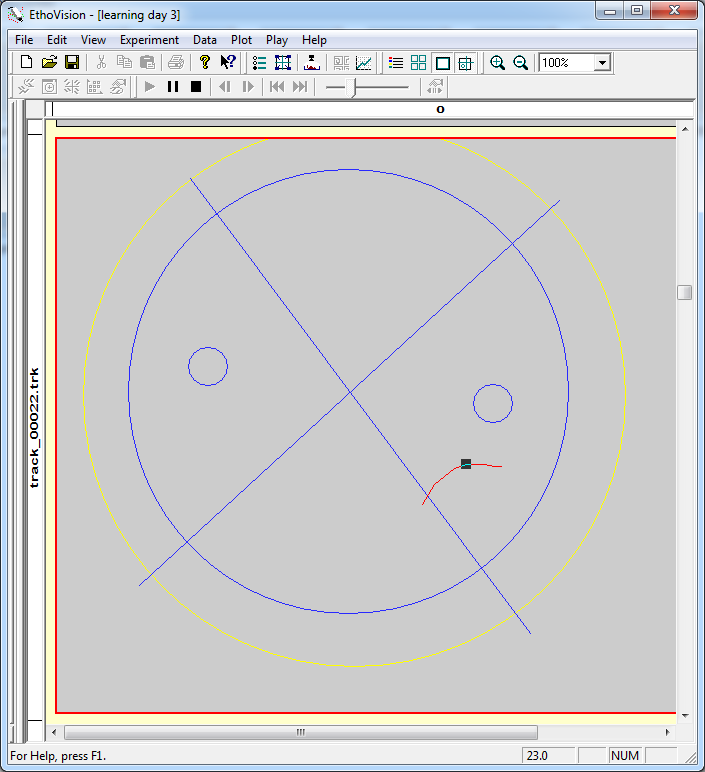 EthoVision - [learning day 3]
File Edit View Experiment Data Plot Play Help
100%
o
track_00022.trk
For Help, press F1.
23.0
NUM